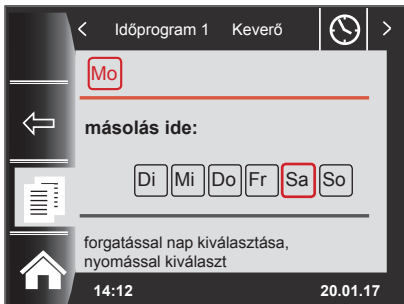 < Időprogram 1 Keverő >
Mo
másolás ide:
Di Mi Do Fr Sa So
forgatással nap kiválasztása,
nyomással kiválaszt
14:12 20.01.17